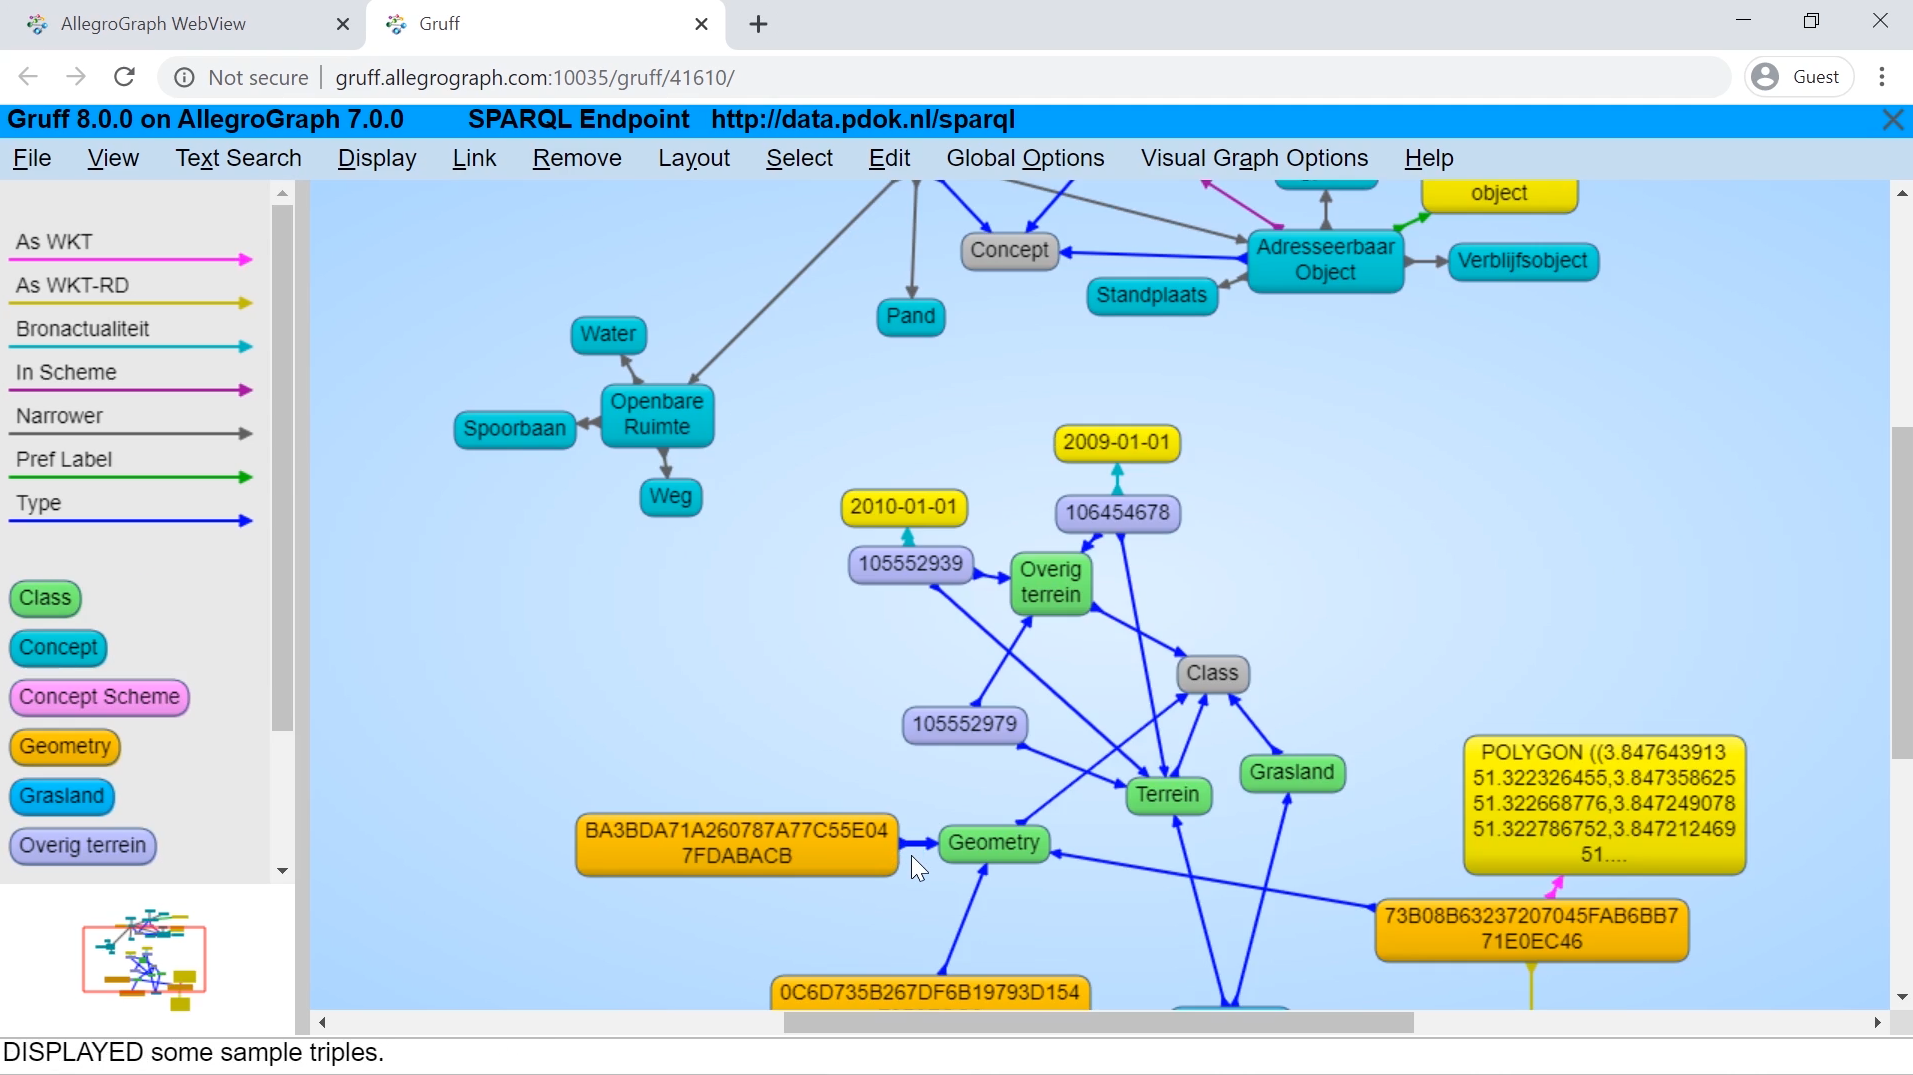 AllegroGraph WebView
Gruff
Not secure
gruff.allegrograph.com:10035/gruff/41610/
Guest
Gruff 8.0.0 on AllegroGraph 7.0.0 SPARQL Endpoint http://data.pdok.nl/sparql
File View Text Search Display Link Remove Layout Select Edit Global Options Visual Graph Options Help
As WKT
As WKT-RD
Bronactualiteit
In Scheme
Narrower
Pref Label
Type
Class
Concept
Concept Scheme
Geometry
Grasland
Overig terrein
object
Concept
Adresseerbaar
Object
Verblijfsobject
Standplaats
Pand
Water
Openbare
Ruimte
Spoorbaan
Weg
2009-01-01
2010-01-01
106454678
105552939
Overig
terrein
Class
105552979
Grasland
Terrein
POLYGON ((3.847643913
51.322326455,3.847358625
51.322668776,3.847249078
51.322786752,3.847212469
51....
BA3BDA71A260787A77C55E04
7FDABACB
Geometry
73B08B63237207045FAB6BB7
71E0EC46
0C6D735B267DF6B19793D154
DISPLAYED some sample triples.